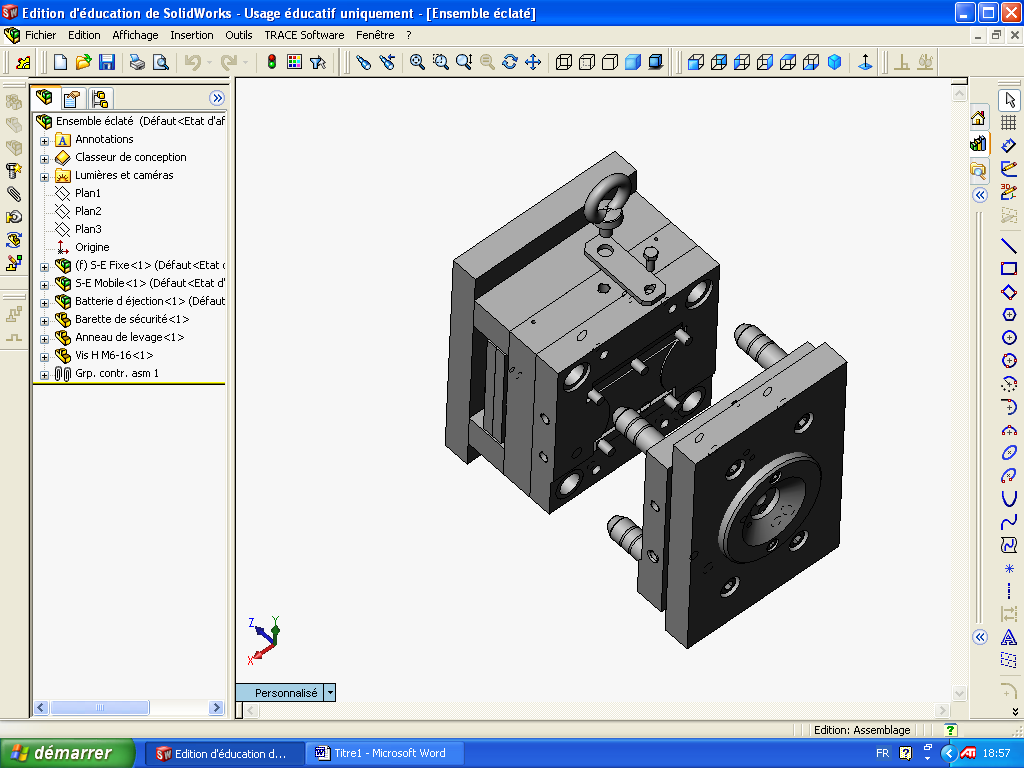 Edition d'éducation de SolidWorks - Usage éducatif uniquement - [Ensemble éclaté]
Fichier Edition Affichage Insertion Outils TRACE Software Fenêtre ?
Ensemble éclaté (Défaut<Etat d'af
Annotations
Classeur de conception
Lumières et caméras
Plan1
Plan2
Plan3
Origine
(f) S-E Fixe<1> (Défaut<Etat d
S-E Mobile<1> (Défaut<Etat d'
Batterie d éjection<1> (Défaut
Barette de sécurité<1>
Anneau de levage<1>
Vis H M6-16<1>
Grp. contr. asm 1
Z Y
X
Personnalisé
Edition: Assemblage
démarrer
Edition d'éducation d...
Titre1 - Microsoft Word
FR
18:57